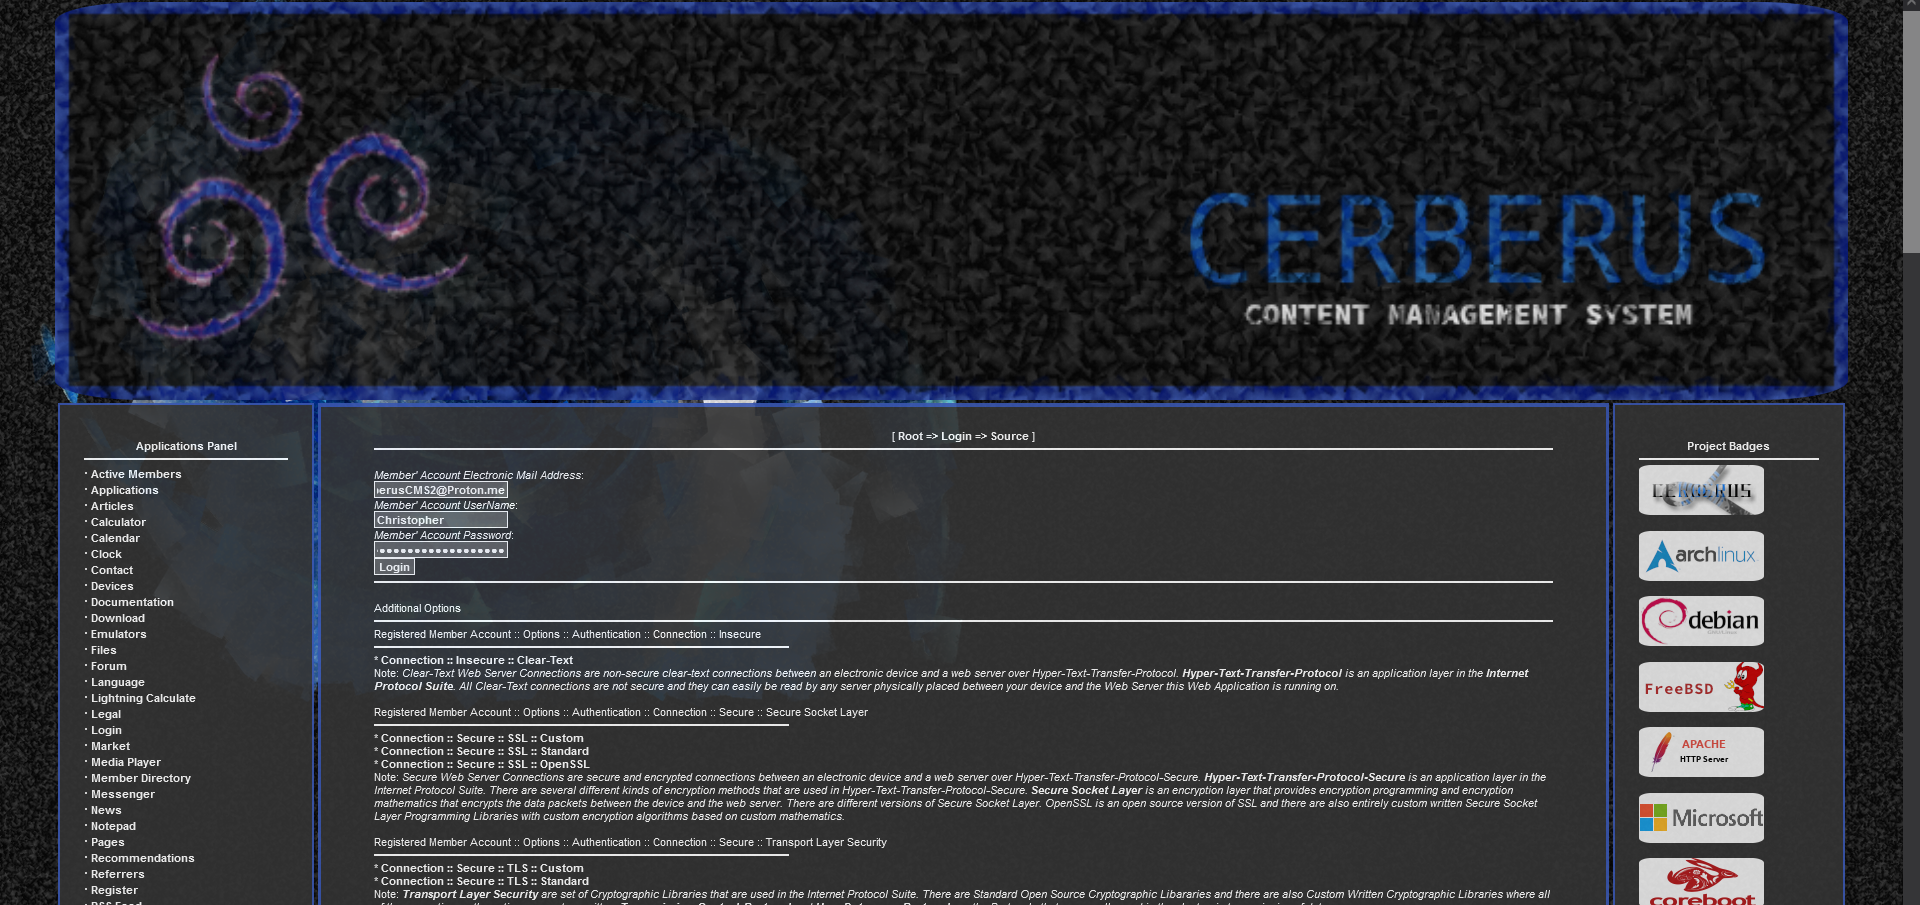 CERBERUS
CONTENT MANAGEMENT SYSTEM
Applications Panel
· Active Members
· Applications
· Articles
· Calculator
· Calendar
· Clock
· Contact
· Devices
· Documentation
· Download
· Emulators
· Files
· Forum
· Language
· Lightning Calculate
· Legal
· Login
· Market
· Media Player
· Member Directory
· Messenger
· News
· Notepad
· Pages
· Recommendations
· Referrers
· Register
· RSS Feed
[ Root => Login => Source ]
Member' Account Electronic Mail Address:
erusCMS2@Proton.me
Member' Account UserName:
Christopher
Member' Account Password:
Login
Additional Options
Registered Member Account :: Options :: Authentication :: Connection :: Insecure
* Connection :: Insecure :: Clear-Text
Note: Clear-Text Web Server Connections are non-secure clear-text connections between an electronic device and a web server over Hyper-Text-Transfer-Protocol. Hyper-Text-Transfer-Protocol is an application layer in the Internet
Protocol Suite. All Clear-Text connections are not secure and they can easily be read by any server physically placed between your device and the Web Server this Web Application is running on.
Registered Member Account :: Options :: Authentication :: Connection :: Secure :: Secure Socket Layer
* Connection :: Secure :: SSL :: Custom
* Connection :: Secure :: SSL :: Standard
* Connection :: Secure :: SSL :: OpenSSL
Note: Secure Web Server Connections are secure and encrypted connections between an electronic device and a web server over Hyper-Text-Transfer-Protocol-Secure. Hyper-Text-Transfer-Protocol-Secure is an application layer in the
Internet Protocol Suite. There are several different kinds of encryption methods that are used in Hyper-Text-Transfer-Protocol-Secure. Secure Socket Layer is an encryption layer that provides encryption programming and encryption
mathematics that encrypts the data packets between the device and the web server. There are different versions of Secure Socket Layer. OpenSSL is an open source version of SSL and there are also entirely custom written Secure Socket
Layer Programming Libraries with custom encryption algorithms based on custom mathematics.
Registered Member Account :: Options :: Authentication :: Connection :: Secure :: Transport Layer Security
* Connection :: Secure :: TLS :: Custom
* Connection :: Secure :: TLS :: Standard
Note: Transport Layer Security are set of Cryptographic Libraries that are used in the Internet Protocol Suite. There are Standard Open Source Cryptographic Libararies and there are also Custom Written Cryptographic Libraries where all
Project Badges
CERBERUS
archlinux
debian
FreeBSD
APACHE
HTTP Server
Microsoft
coreboot